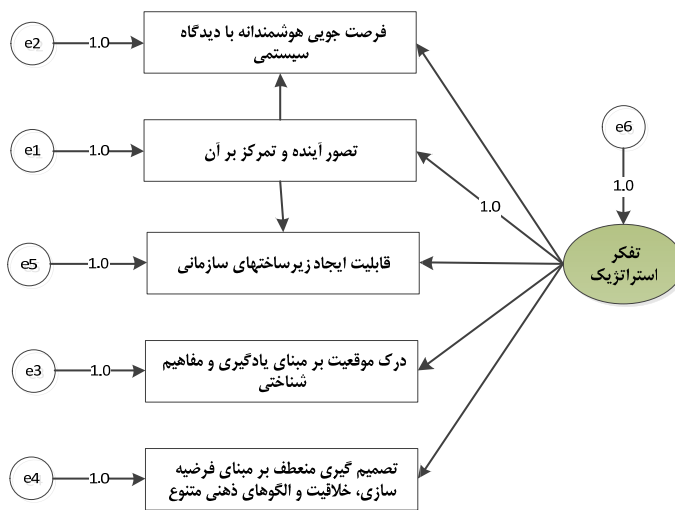 e2
1.0
فرصت جویی هوشمندانه با دیدگاه
سیستمی
e6
1.0
e1
1.0
تصور آینده و تمرکز بر آن
1.0
e5
1.0
قابلیت ایجاد زیرساختهای سازمانی
تفکر
استراتژیک
e3
1.0
درک موقعیت بر مبنای یادگیری و مفاهیم
شناختی
e4
1.0
تصمیم گیری منعطف بر مبنای فرضیه
سازی، خلاقیت و الگوهای ذهنی متنوع